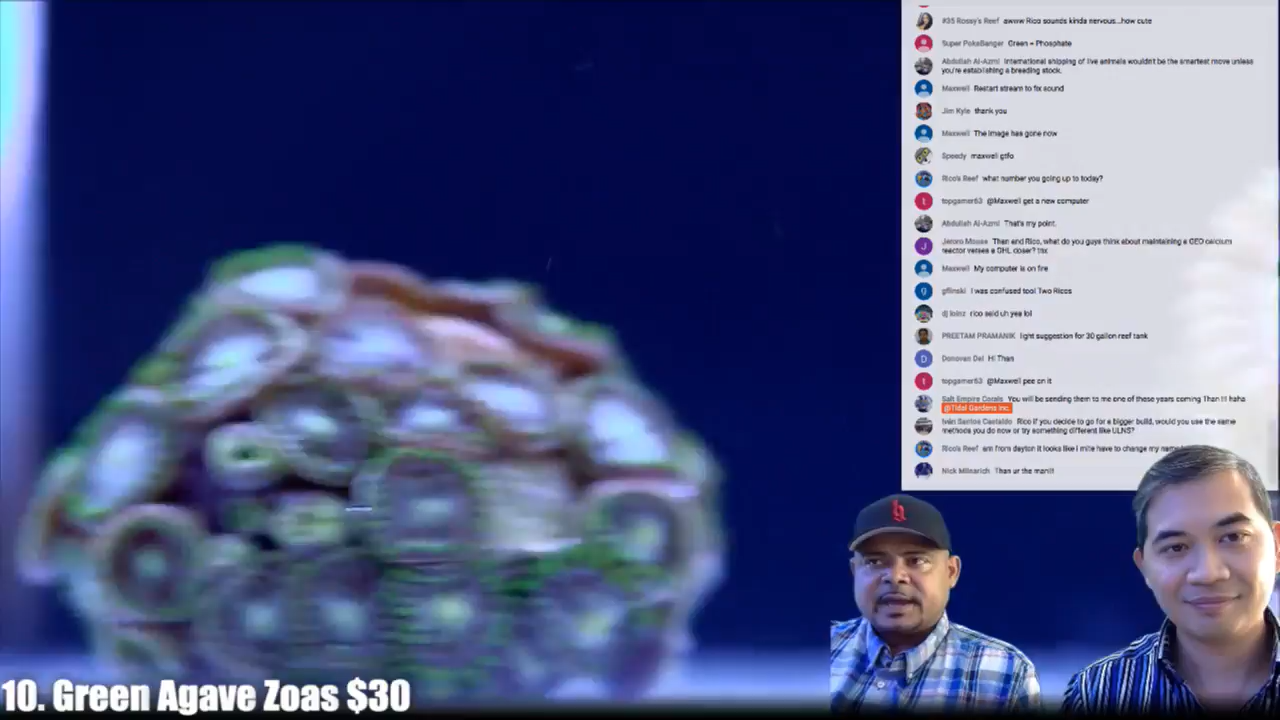 #35 Rossy's Reef awww Rico sounds kinda nervous...how cute
Super PokeBanger Green = Phosphate
Abdullah Al-Azmi International shipping of live animals wouldn't be the smartest move unless
you're establishing a breeding stock.
Maxwell Restart stream to fix sound
Jim Kyle thank you
Maxwell The image has gone now
Speedy maxwell gtfo
Rico's Reef what number you going up to today?
topgamer63 @Maxwell get a new computer
Abdullah Al-Azmi That's my point.
Jeroro Mouse Than and Rico, what do you guys think about maintaining a GEO calcium
reactor verses a DHL doser? tnx
Maxwell My computer is on fire
gflinski I was confused too! Two Ricos
dj loinz rico said uh yea lol
PREETAM PRAMANIK light suggestion for 30 gallon reef tank
Donovan Del Hi Than
topgamer63 @Maxwell pee on it
Salt Empire Corals You will be sending them to me one of these years coming Than !!! haha
@Tidal Gardens Inc.
Iván Santos Castaldo Rico if you decide to go for a bigger build, would you use the same
methods you do now or try something different like ULNS?
Rico's Reef am from dayton it looks like I mite have to change my name
Nick Milnarich Than ur the man!!!
10. Green Agave Zoas $30